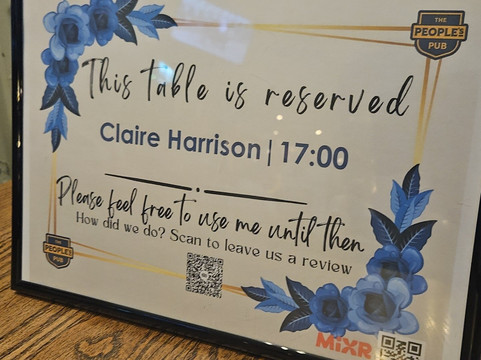 THE
PEOPLE'S
PUB
This table is reserved
Claire Harrison | 17:00
Please feel free to use me until then
How did we do? Scan to leave us a review
THE
PEOPLE'S
PUB
MiXR